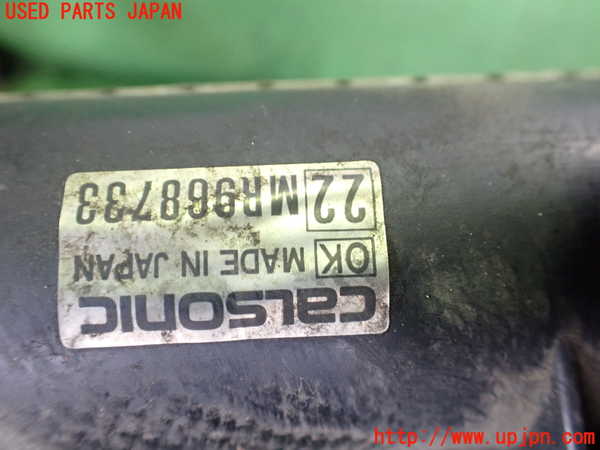 USED PARTS JAPAN
calsonic
OK MADE IN JAPAN
22 MR968733
http://www.upjpn.com/